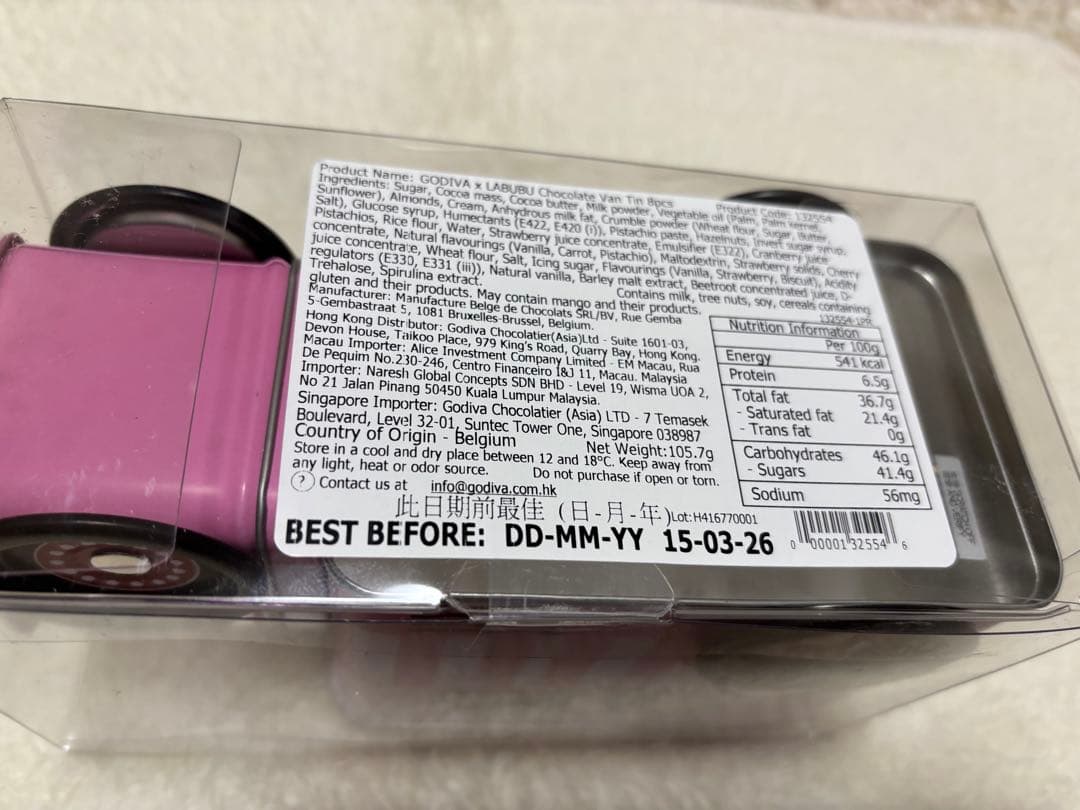 Product Name: GODIVA x LABUBU Chocolate Van Tin 8pcs Product Code: 132554
Ingredients: Sugar, Cocoa mass, Cocoa butter, Milk powder, Vegetable oil (Palm, Palm kernel,
Sunflower), Almonds, Cream, Anhydrous milk fat, Crumble powder (Wheat flour, Sugar, Butter,
Salt), Glucose syrup, Humectants (E422, E420 (i)), Pistachio paste, Hazelnuts, Invert sugar syrup,
Pistachios, Rice flour, Water, Strawberry juice concentrate, Emulsifier (E322), Cranberry juice
concentrate, Natural flavourings (Vanilla, Carrot, Pistachio), Maltodextrin, Strawberry solids, Cherry
juice concentrate, Wheat flour, Salt, Icing sugar, Flavourings (Vanilla, Strawberry, Biscuit), Acidity
regulators (E330, E331 (iii)), Natural vanilla, Barley malt extract, Beetroot concentrated juice, D-
Trehalose, Spirulina extract. Contains milk, tree nuts, soy, cereals containing
gluten and their products. May contain mango and their products.
132554-1PR
Manufacturer: Manufacture Belge de Chocolats SRL/BV, Rue Gemba
5-Gembastraat 5, 1081 Bruxelles-Brussel, Belgium.
Hong Kong Distributor: Godiva Chocolatier(Asia)Ltd - Suite 1601-03,
Devon House, Taikoo Place, 979 King's Road, Quarry Bay, Hong Kong.
Macau Importer: Alice Investment Company Limited - EM Macau, Rua
De Pequim No.230-246, Centro Financeiro I&J 11, Macau. Malaysia
Importer: Naresh Global Concepts SDN BHD - Level 19, Wisma UOA 2,
No 21 Jalan Pinang 50450 Kuala Lumpur Malaysia.
Singapore Importer: Godiva Chocolatier (Asia) LTD - 7 Temasek
Boulevard, Level 32-01, Suntec Tower One, Singapore 038987
Country of Origin - Belgium Net Weight:105.7g
Store in a cool and dry place between 12 and 18°C. Keep away from
any light, heat or odor source. Do not purchase if open or torn.
? Contact us at info@godiva.com.hk
此日期前最佳 (日-月-年) Lot:H416770001
BEST BEFORE: DD-MM-YY 15-03-26
Nutrition Information
Per 100g
Energy 541 kcal
Protein 6.5g
Total fat 36.7g
- Saturated fat 21.4g
- Trans fat 0g
Carbohydrates 46.1g
- Sugars 41.4g
Sodium 56mg
0 00001 32554 6